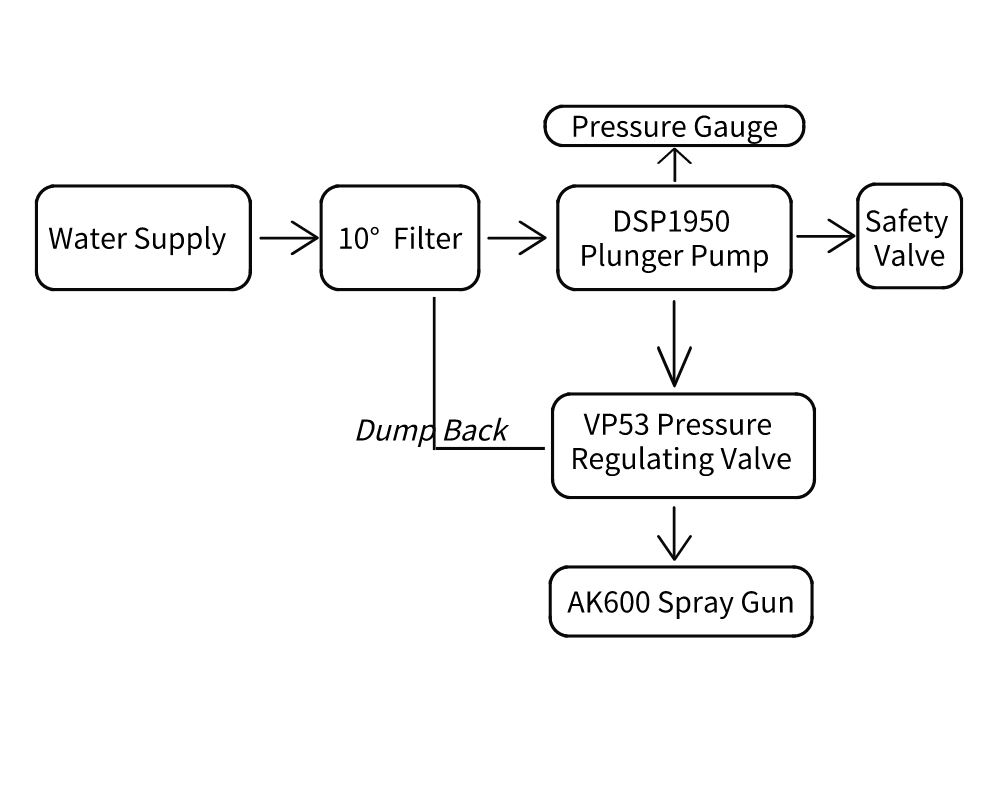 Pressure Gauge
Water Supply
10° Filter
DSP1950
Plunger Pump
Safety
Valve
Dump Back
VP53 Pressure
Regulating Valve
AK600 Spray Gun